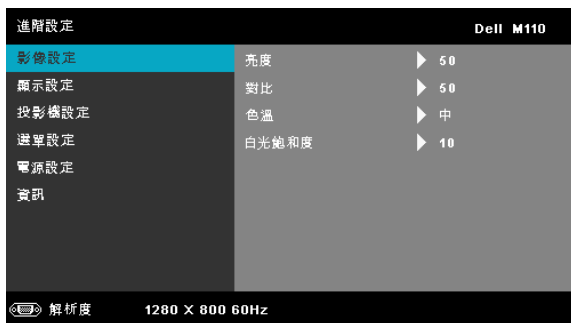 進階設定 Dell M110
影像設定 亮度 50
顯示設定 對比 50
投影機設定 色溫 中
選單設定 白光飽和度 10
電源設定
資訊
解析度 1280 X 800 60Hz